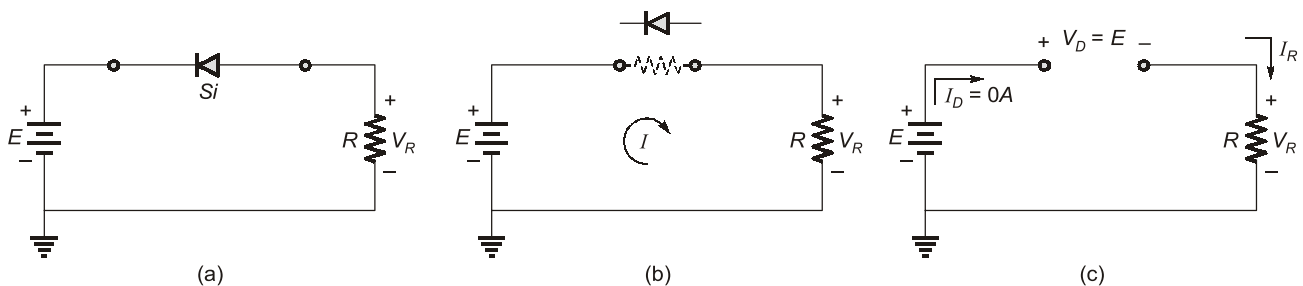 Si
+
E
−
+
R V_R
−
(a)
+
E
−
I
+
R V_R
−
(b)
+ V_D = E −
I_R
I_D = 0A
+
E
−
+
R V_R
−
(c)